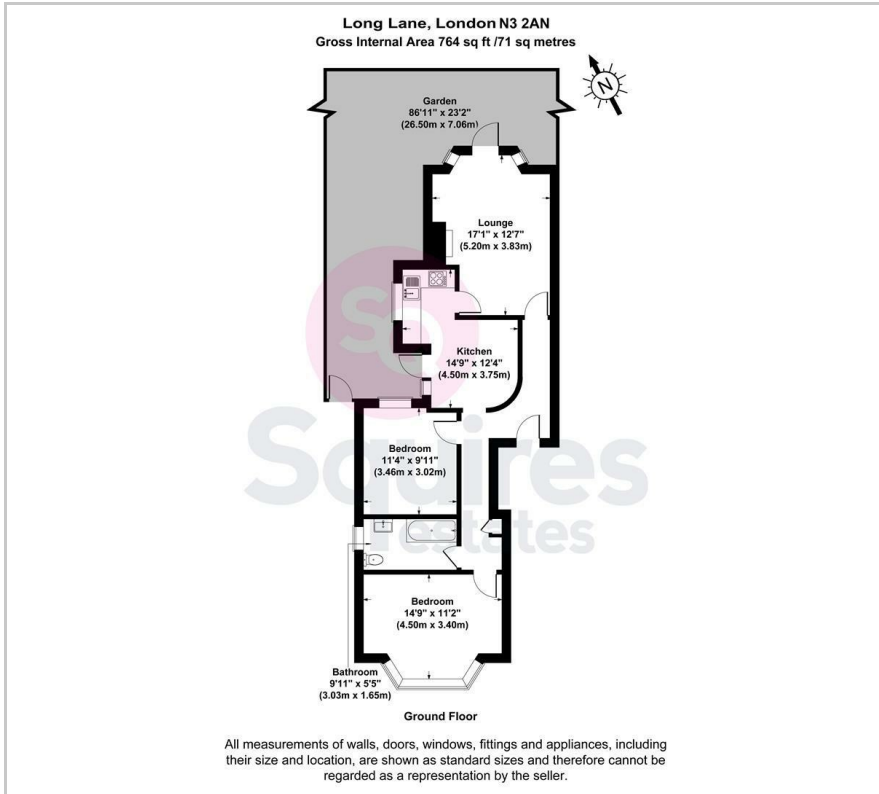 Long Lane, London N3 2AN
Gross Internal Area 764 sq ft /71 sq metres
N
Garden
86'11" x 23'2"
(26.50m x 7.06m)
Lounge
17'1" x 12'7"
(5.20m x 3.83m)
Kitchen
14'9" x 12'4"
(4.50m x 3.75m)
Bedroom
11'4" x 9'11"
(3.46m x 3.02m)
SQ
Squires
estates
Bedroom
14'9" x 11'2"
(4.50m x 3.40m)
Bathroom
9'11" x 5'5"
(3.03m x 1.65m)
Ground Floor
All measurements of walls, doors, windows, fittings and appliances, including
their size and location, are shown as standard sizes and therefore cannot be
regarded as a representation by the seller.